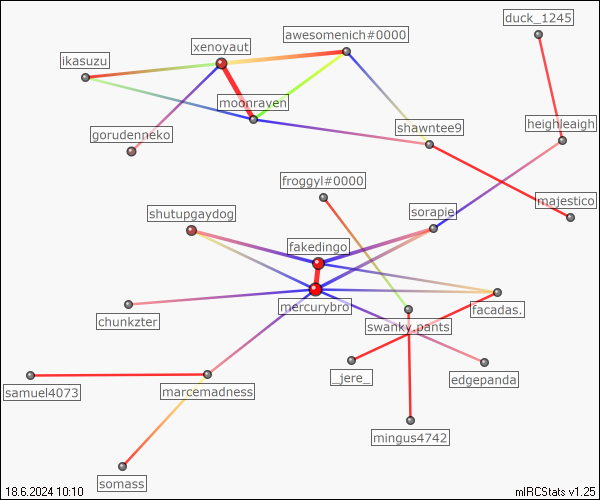 duck_1245
awesomenich#0000
xenoyaut
ikasuzu
moonraven
heighleaigh
shawntee9
gorudenneko
froggyl#0000
majestico
sorapie
shutupgaydog
fakedingo
mercurybro
facadas.
chunkzter
swanky.pants
_jere_
edgepanda
samuel4073
marcemadness
mingus4742
somass
18.6.2024 10:10
mIRCStats v1.25